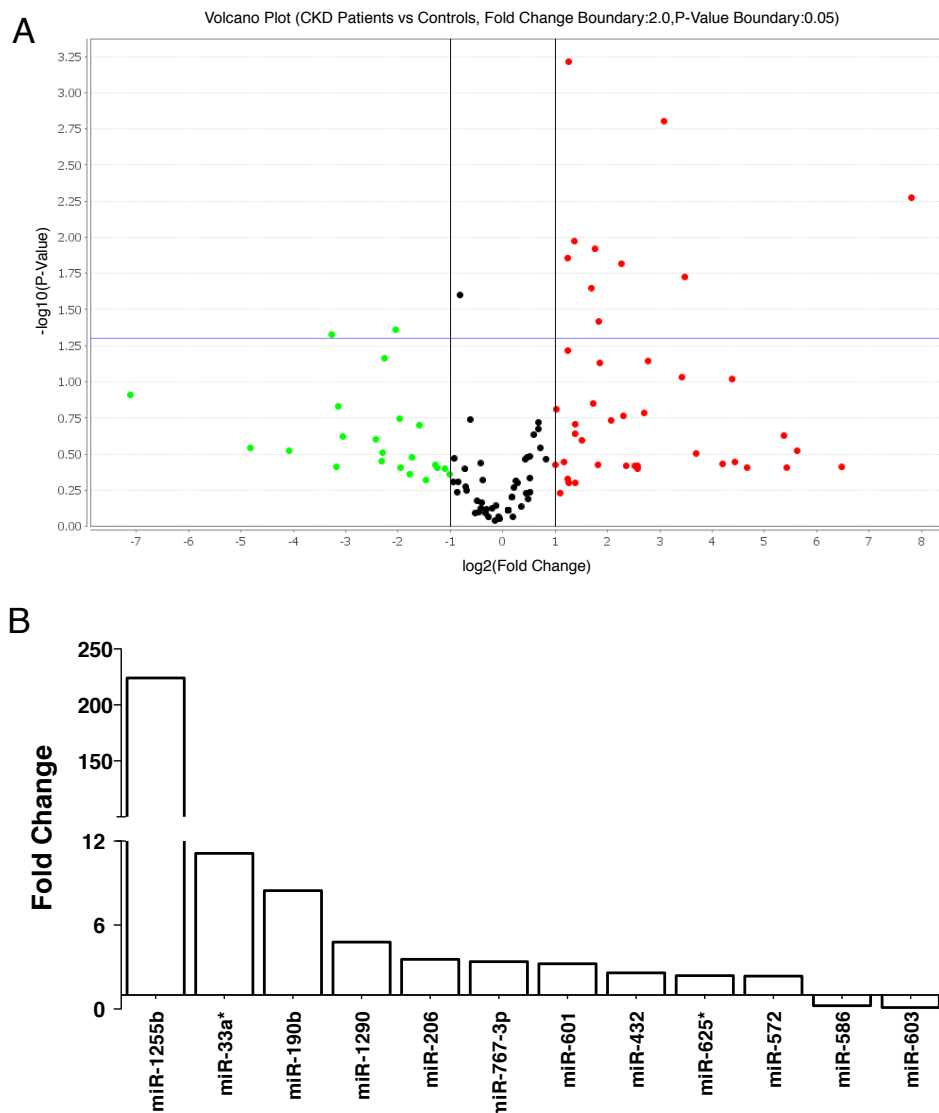 A
Volcano Plot (CKD Patients vs Controls, Fold Change Boundary:2.0,P-Value Boundary:0.05)
-log10(P-Value)
3.25
3.00
2.75
2.50
2.25
2.00
1.75
1.50
1.25
1.00
0.75
0.50
0.25
0.00
-7 -6 -5 -4 -3 -2 -1 0 1 2 3 4 5 6 7 8
log2(Fold Change)
B
Fold Change
250
200
150
12
6
0
miR-1255b
miR-33a*
miR-190b
miR-1290
miR-206
miR-767-3p
miR-601
miR-432
miR-625*
miR-572
miR-586
miR-603